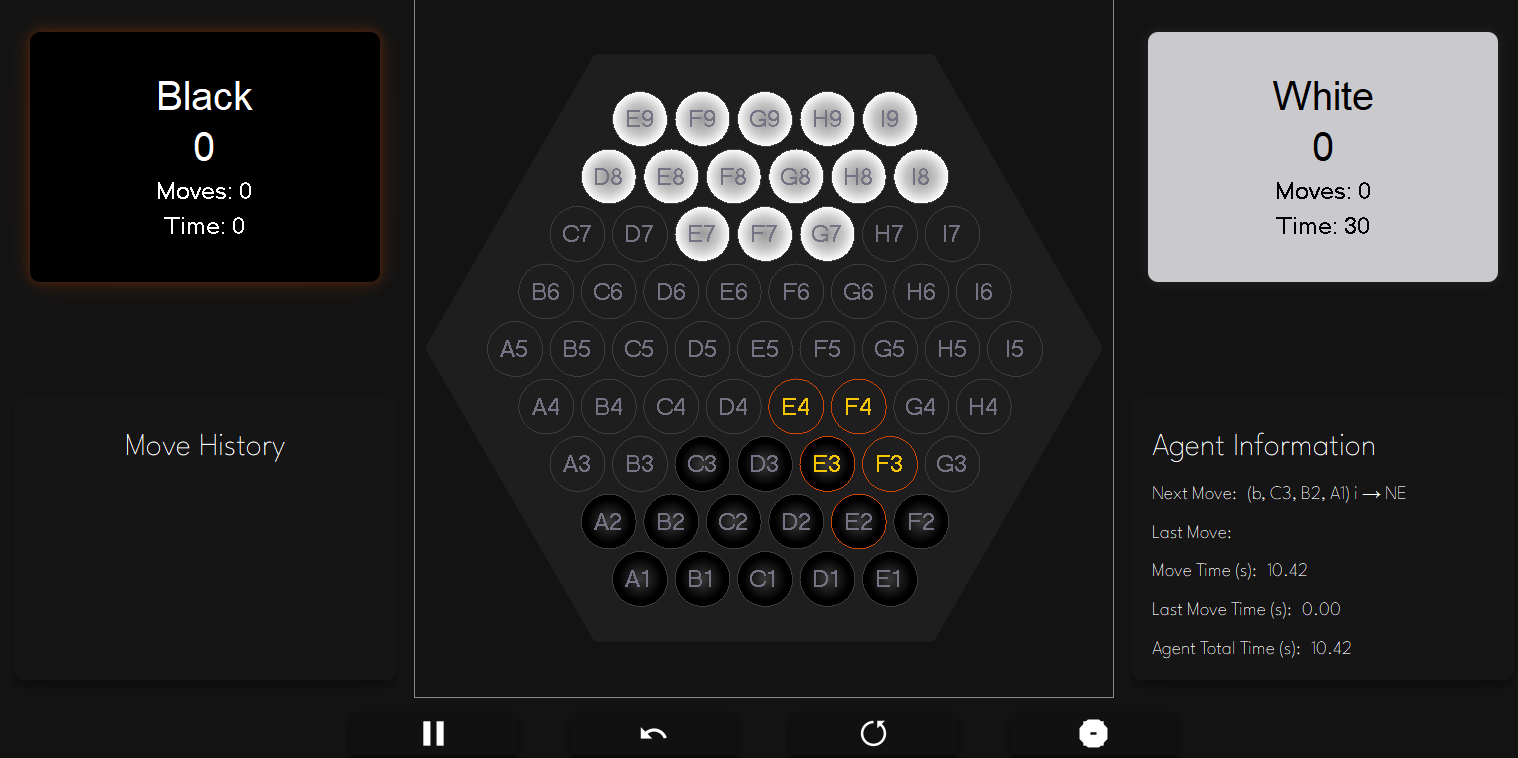 Black
0
Moves: 0
Time: 0
Move History
E9 F9 G9 H9 I9
D8 E8 F8 G8 H8 I8
C7 D7 E7 F7 G7 H7 I7
B6 C6 D6 E6 F6 G6 H6 I6
A5 B5 C5 D5 E5 F5 G5 H5 I5
A4 B4 C4 D4 E4 F4 G4 H4
A3 B3 C3 D3 E3 F3 G3
A2 B2 C2 D2 E2 F2
A1 B1 C1 D1 E1
White
0
Moves: 0
Time: 30
Agent Information
Next Move: (b, C3, B2, A1) i → NE
Last Move:
Move Time (s): 10.42
Last Move Time (s): 0.00
Agent Total Time (s): 10.42